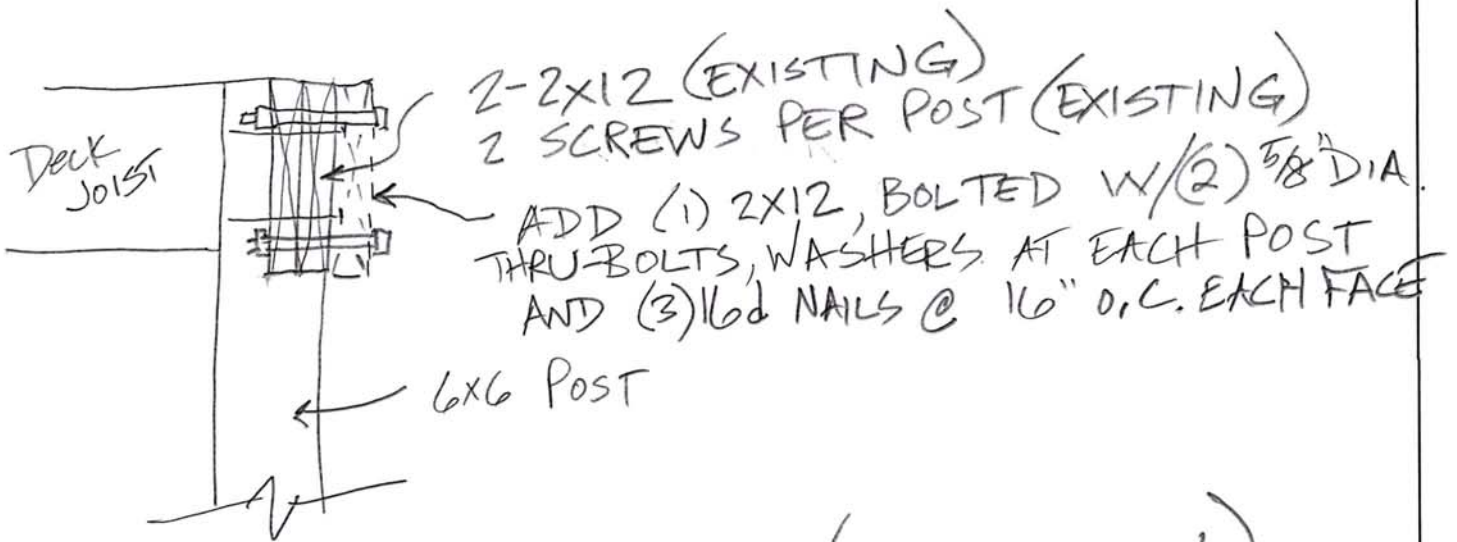 2-2X12 (EXISTING)
2 SCREWS PER POST (EXISTING)
Deck
JOIST
ADD (1) 2X12, BOLTED W/(2) 5/8" DIA.
THRU-BOLTS, WASHERS AT EACH POST
AND (3)16d NAILS @ 16" O.C. EACH FACE
6X6 POST